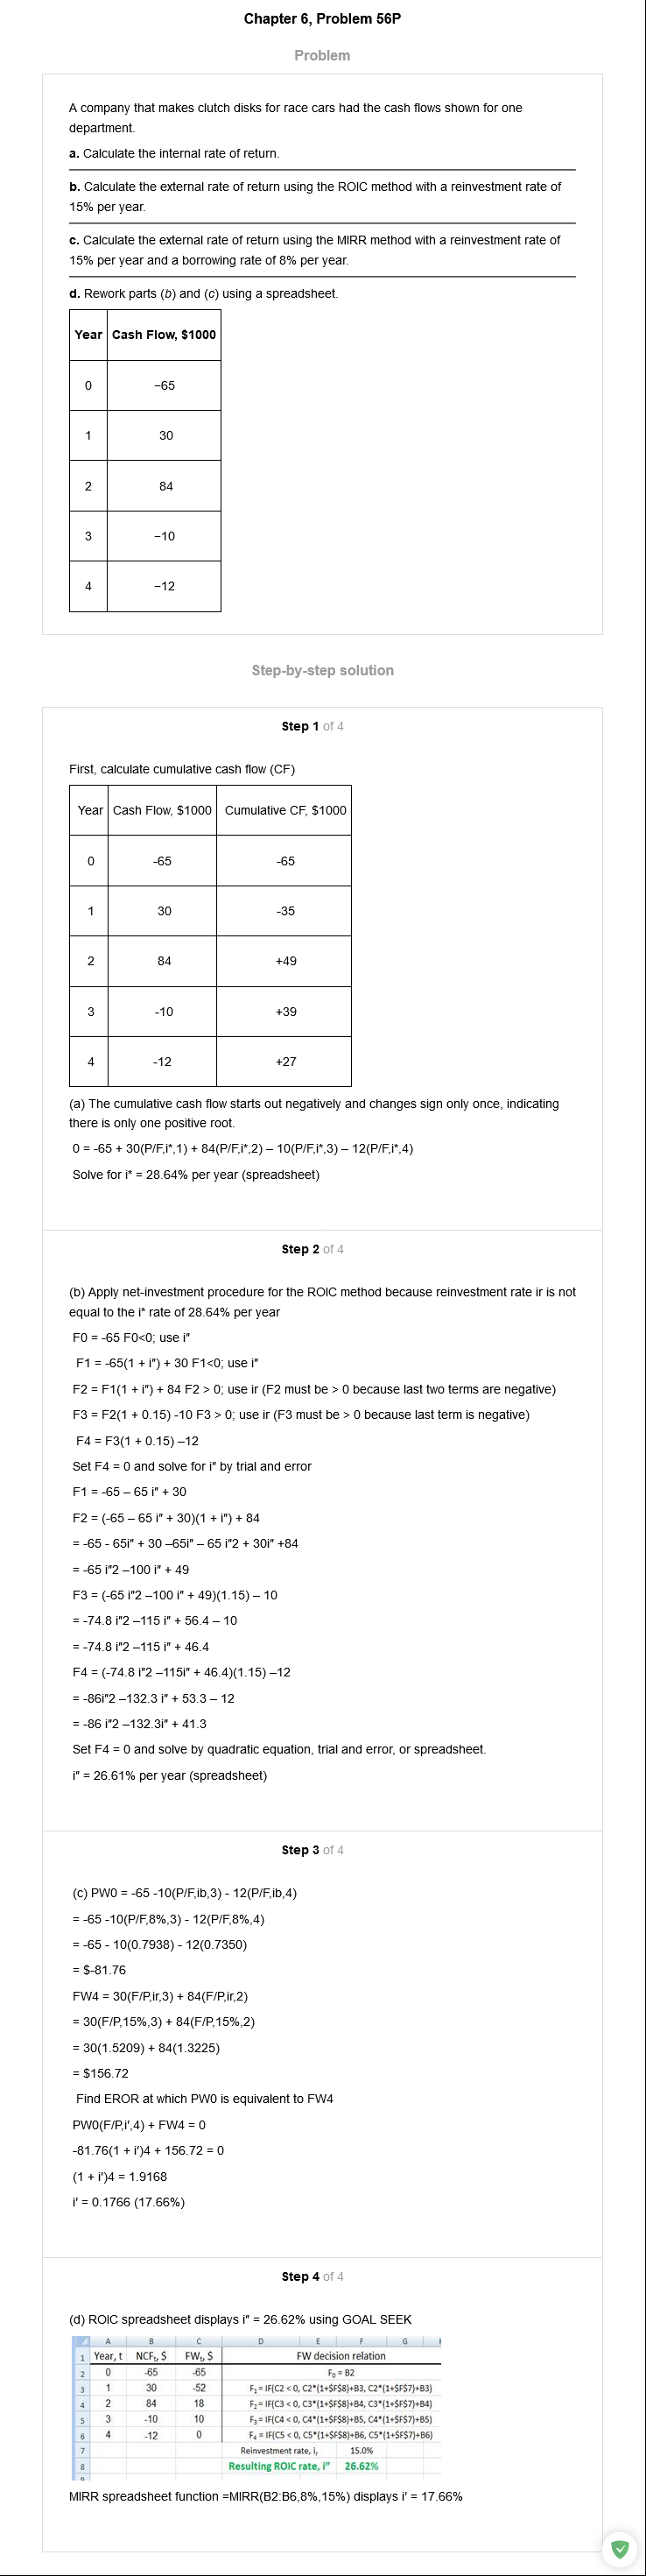 Chapter 6, Problem 56P
Problem
A company that makes clutch disks for race cars had the cash flows shown for one
department.
a. Calculate the internal rate of return.
b. Calculate the external rate of return using the ROIC method with a reinvestment rate of
15% per year.
c. Calculate the external rate of return using the MIRR method with a reinvestment rate of
15% per year and a borrowing rate of 8% per year.
d. Rework parts (b) and (c) using a spreadsheet.
Year Cash Flow, $1000
0 −65
1 30
2 84
3 −10
4 −12
Step-by-step solution
Step 1 of 4
First, calculate cumulative cash flow (CF)
Year Cash Flow, $1000 Cumulative CF, $1000
0 -65 -65
1 30 -35
2 84 +49
3 -10 +39
4 -12 +27
(a) The cumulative cash flow starts out negatively and changes sign only once, indicating
there is only one positive root.
0 = -65 + 30(P/F,i*,1) + 84(P/F,i*,2) – 10(P/F,i*,3) – 12(P/F,i*,4)
Solve for i* = 28.64% per year (spreadsheet)
Step 2 of 4
(b) Apply net-investment procedure for the ROIC method because reinvestment rate ir is not
equal to the i* rate of 28.64% per year
F0 = -65 F0<0; use i″
F1 = -65(1 + i″) + 30 F1<0; use i″
F2 = F1(1 + i″) + 84 F2 > 0; use ir (F2 must be > 0 because last two terms are negative)
F3 = F2(1 + 0.15) -10 F3 > 0; use ir (F3 must be > 0 because last term is negative)
F4 = F3(1 + 0.15) –12
Set F4 = 0 and solve for i″ by trial and error
F1 = -65 – 65 i″ + 30
F2 = (-65 – 65 i″ + 30)(1 + i″) + 84
= -65 - 65i″ + 30 –65i″ – 65 i″2 + 30i″ +84
= -65 i″2 –100 i″ + 49
F3 = (-65 i″2 –100 i″ + 49)(1.15) – 10
= -74.8 i″2 –115 i″ + 56.4 – 10
= -74.8 i″2 –115 i″ + 46.4
F4 = (-74.8 i″2 –115i″ + 46.4)(1.15) –12
= -86i″2 –132.3 i″ + 53.3 – 12
= -86 i″2 –132.3i″ + 41.3
Set F4 = 0 and solve by quadratic equation, trial and error, or spreadsheet.
i″ = 26.61% per year (spreadsheet)
Step 3 of 4
(c) PW0 = -65 -10(P/F,ib,3) - 12(P/F,ib,4)
= -65 -10(P/F,8%,3) - 12(P/F,8%,4)
= -65 - 10(0.7938) - 12(0.7350)
= $-81.76
FW4 = 30(F/P,ir,3) + 84(F/P,ir,2)
= 30(F/P,15%,3) + 84(F/P,15%,2)
= 30(1.5209) + 84(1.3225)
= $156.72
Find EROR at which PW0 is equivalent to FW4
PW0(F/P,i′,4) + FW4 = 0
-81.76(1 + i′)4 + 156.72 = 0
(1 + i′)4 = 1.9168
i′ = 0.1766 (17.66%)
Step 4 of 4
(d) ROIC spreadsheet displays i″ = 26.62% using GOAL SEEK
A B C D E F G
1 Year, t NCFₜ, $ FWₜ, $ FW decision relation
2 0 -65 -65 F₀ = B2
3 1 30 -52 F₁= IF(C2 < 0, C2*(1+$F$8)+B3, C2*(1+$F$7)+B3)
4 2 84 18 F₂= IF(C3 < 0, C3*(1+$F$8)+B4, C3*(1+$F$7)+B4)
5 3 -10 10 F₃= IF(C4 < 0, C4*(1+$F$8)+B5, C4*(1+$F$7)+B5)
6 4 -12 0 F₄ = IF(C5 < 0, C5*(1+$F$8)+B6, C5*(1+$F$7)+B6)
7 Reinvestment rate, iᵣ 15.0%
8 Resulting ROIC rate, i″ 26.62%
9
MIRR spreadsheet function =MIRR(B2:B6,8%,15%) displays i′ = 17.66%